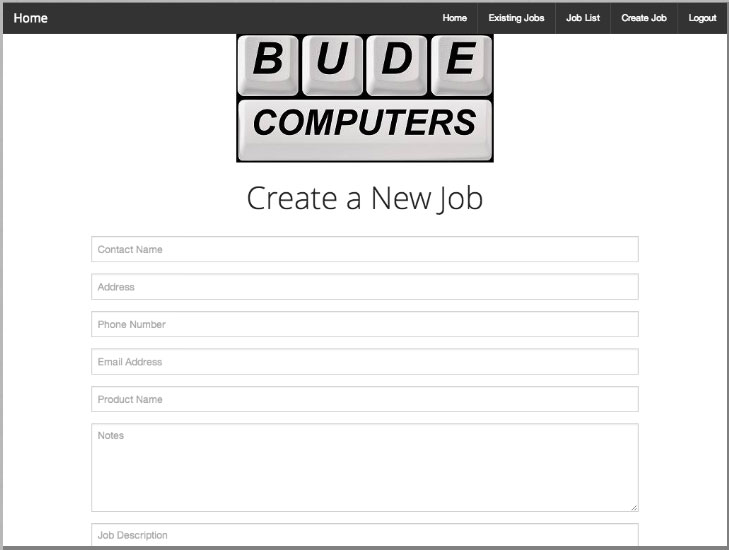 Home
Home Existing Jobs Job List Create Job Logout
BUDE
COMPUTERS
Create a New Job
Contact Name
Address
Phone Number
Email Address
Product Name
Notes
Job Description